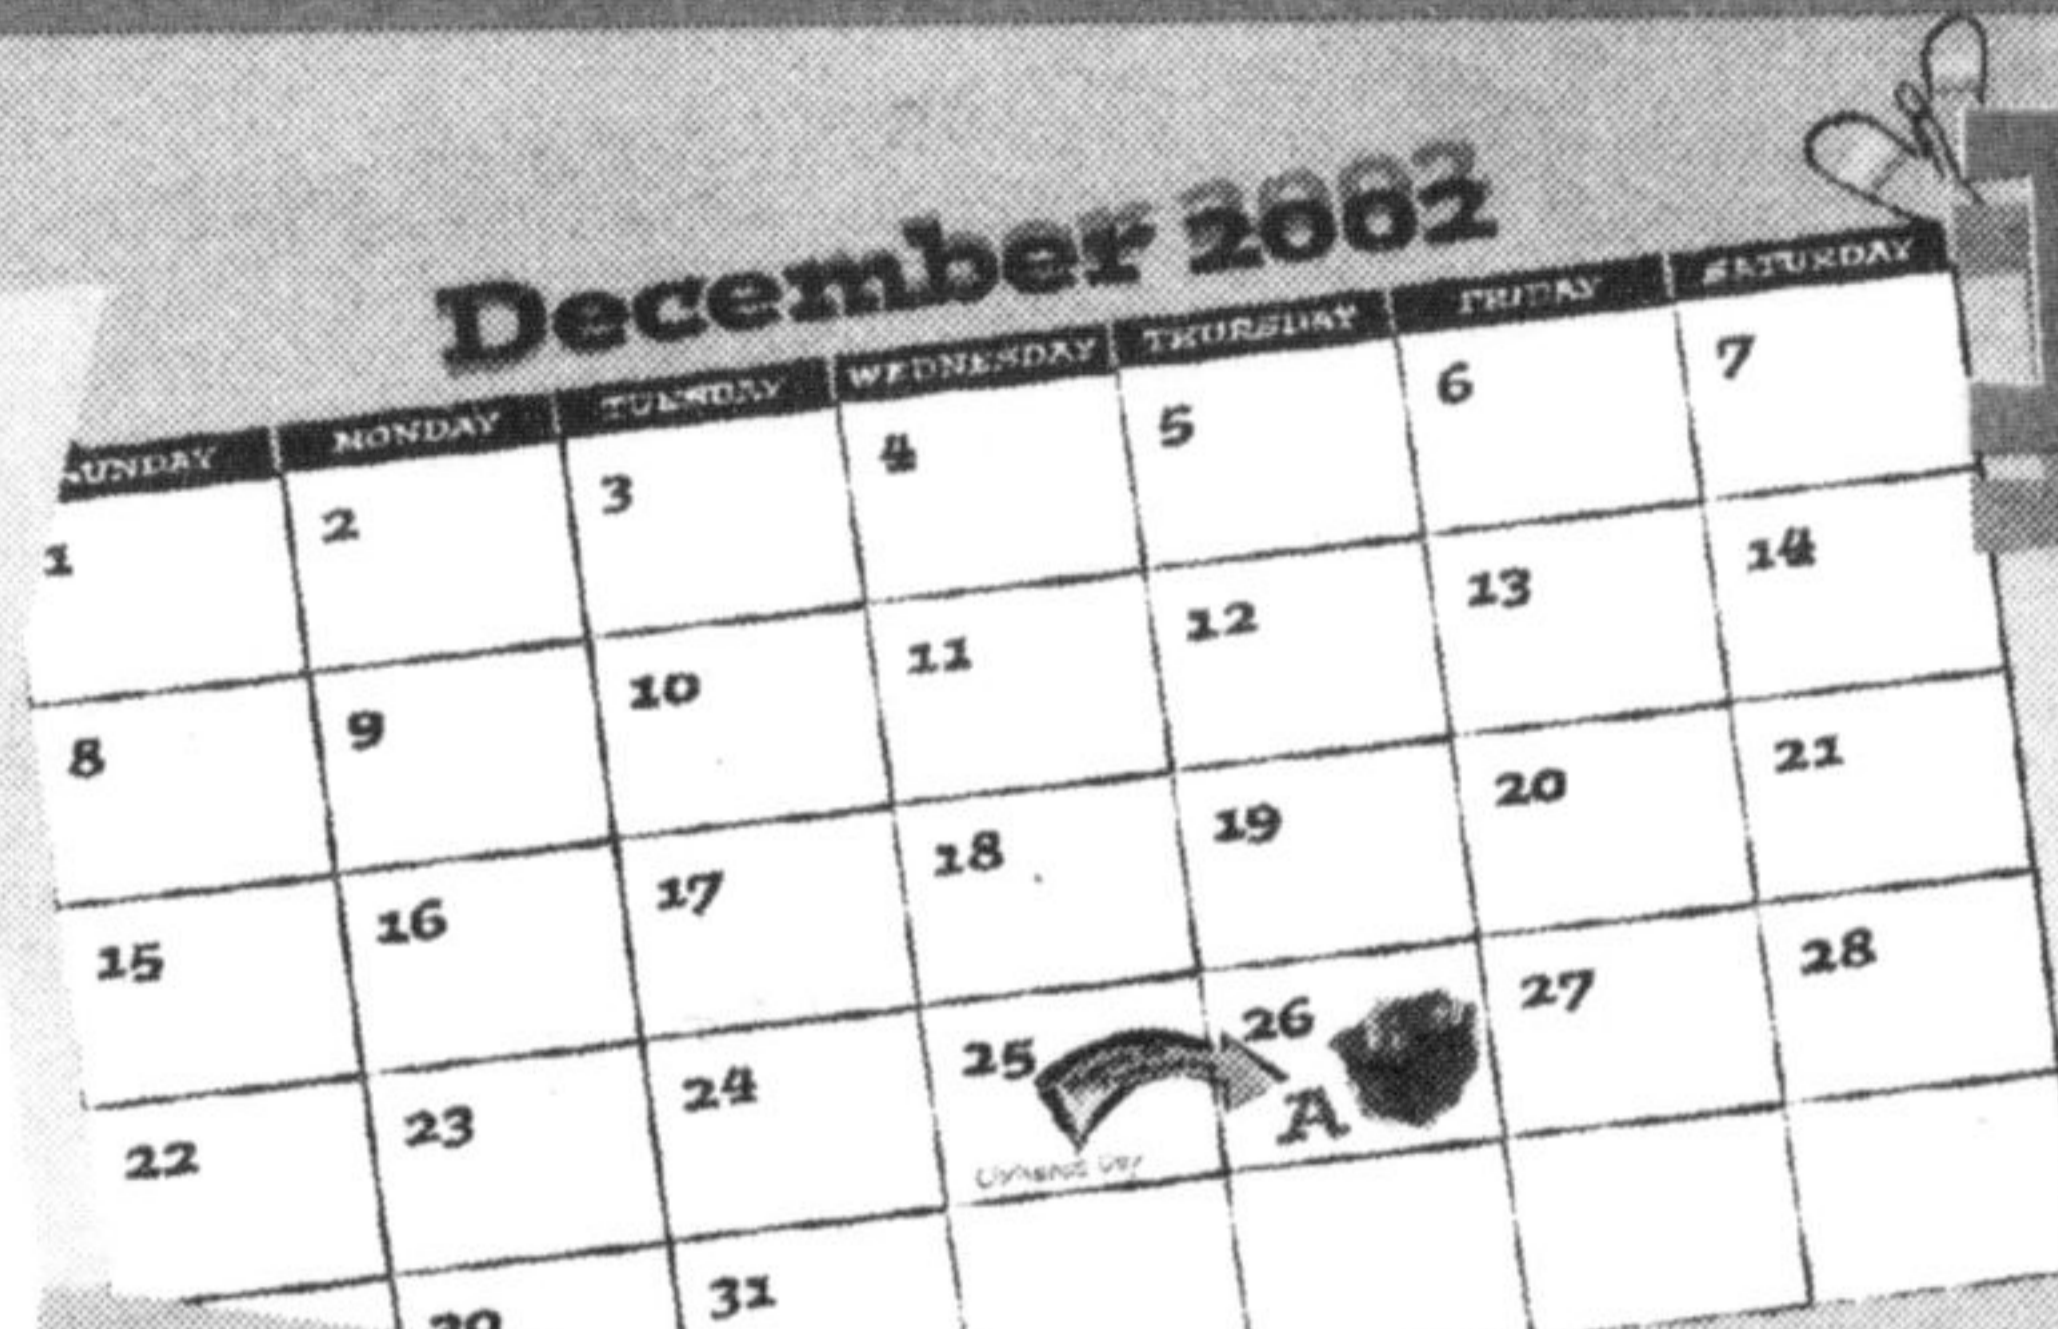 December 2002
SUNDAY MONDAY TUESDAY WEDNESDAY THURSDAY FRIDAY SATURDAY
1 2 3 4 5 6 7
8 9 10 11 12 13 14
15 16 17 18 19 20 21
22 23 24 25 26 27 28
A
Day
30 31